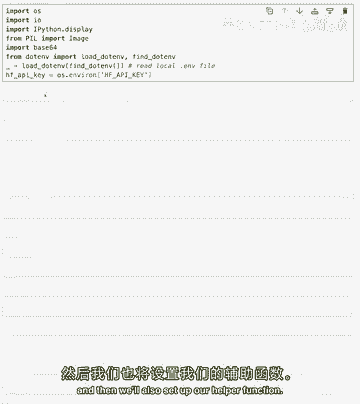 import os
import io
import IPython.display
from PIL import Image
import base64
from dotenv import load_dotenv, find_dotenv
_ = load_dotenv(find_dotenv()) # read local .env file
hf_api_key = os.environ['HF_API_KEY']
然后我们也将设置我们的辅助函数。
and then we'll also set up our helper function.